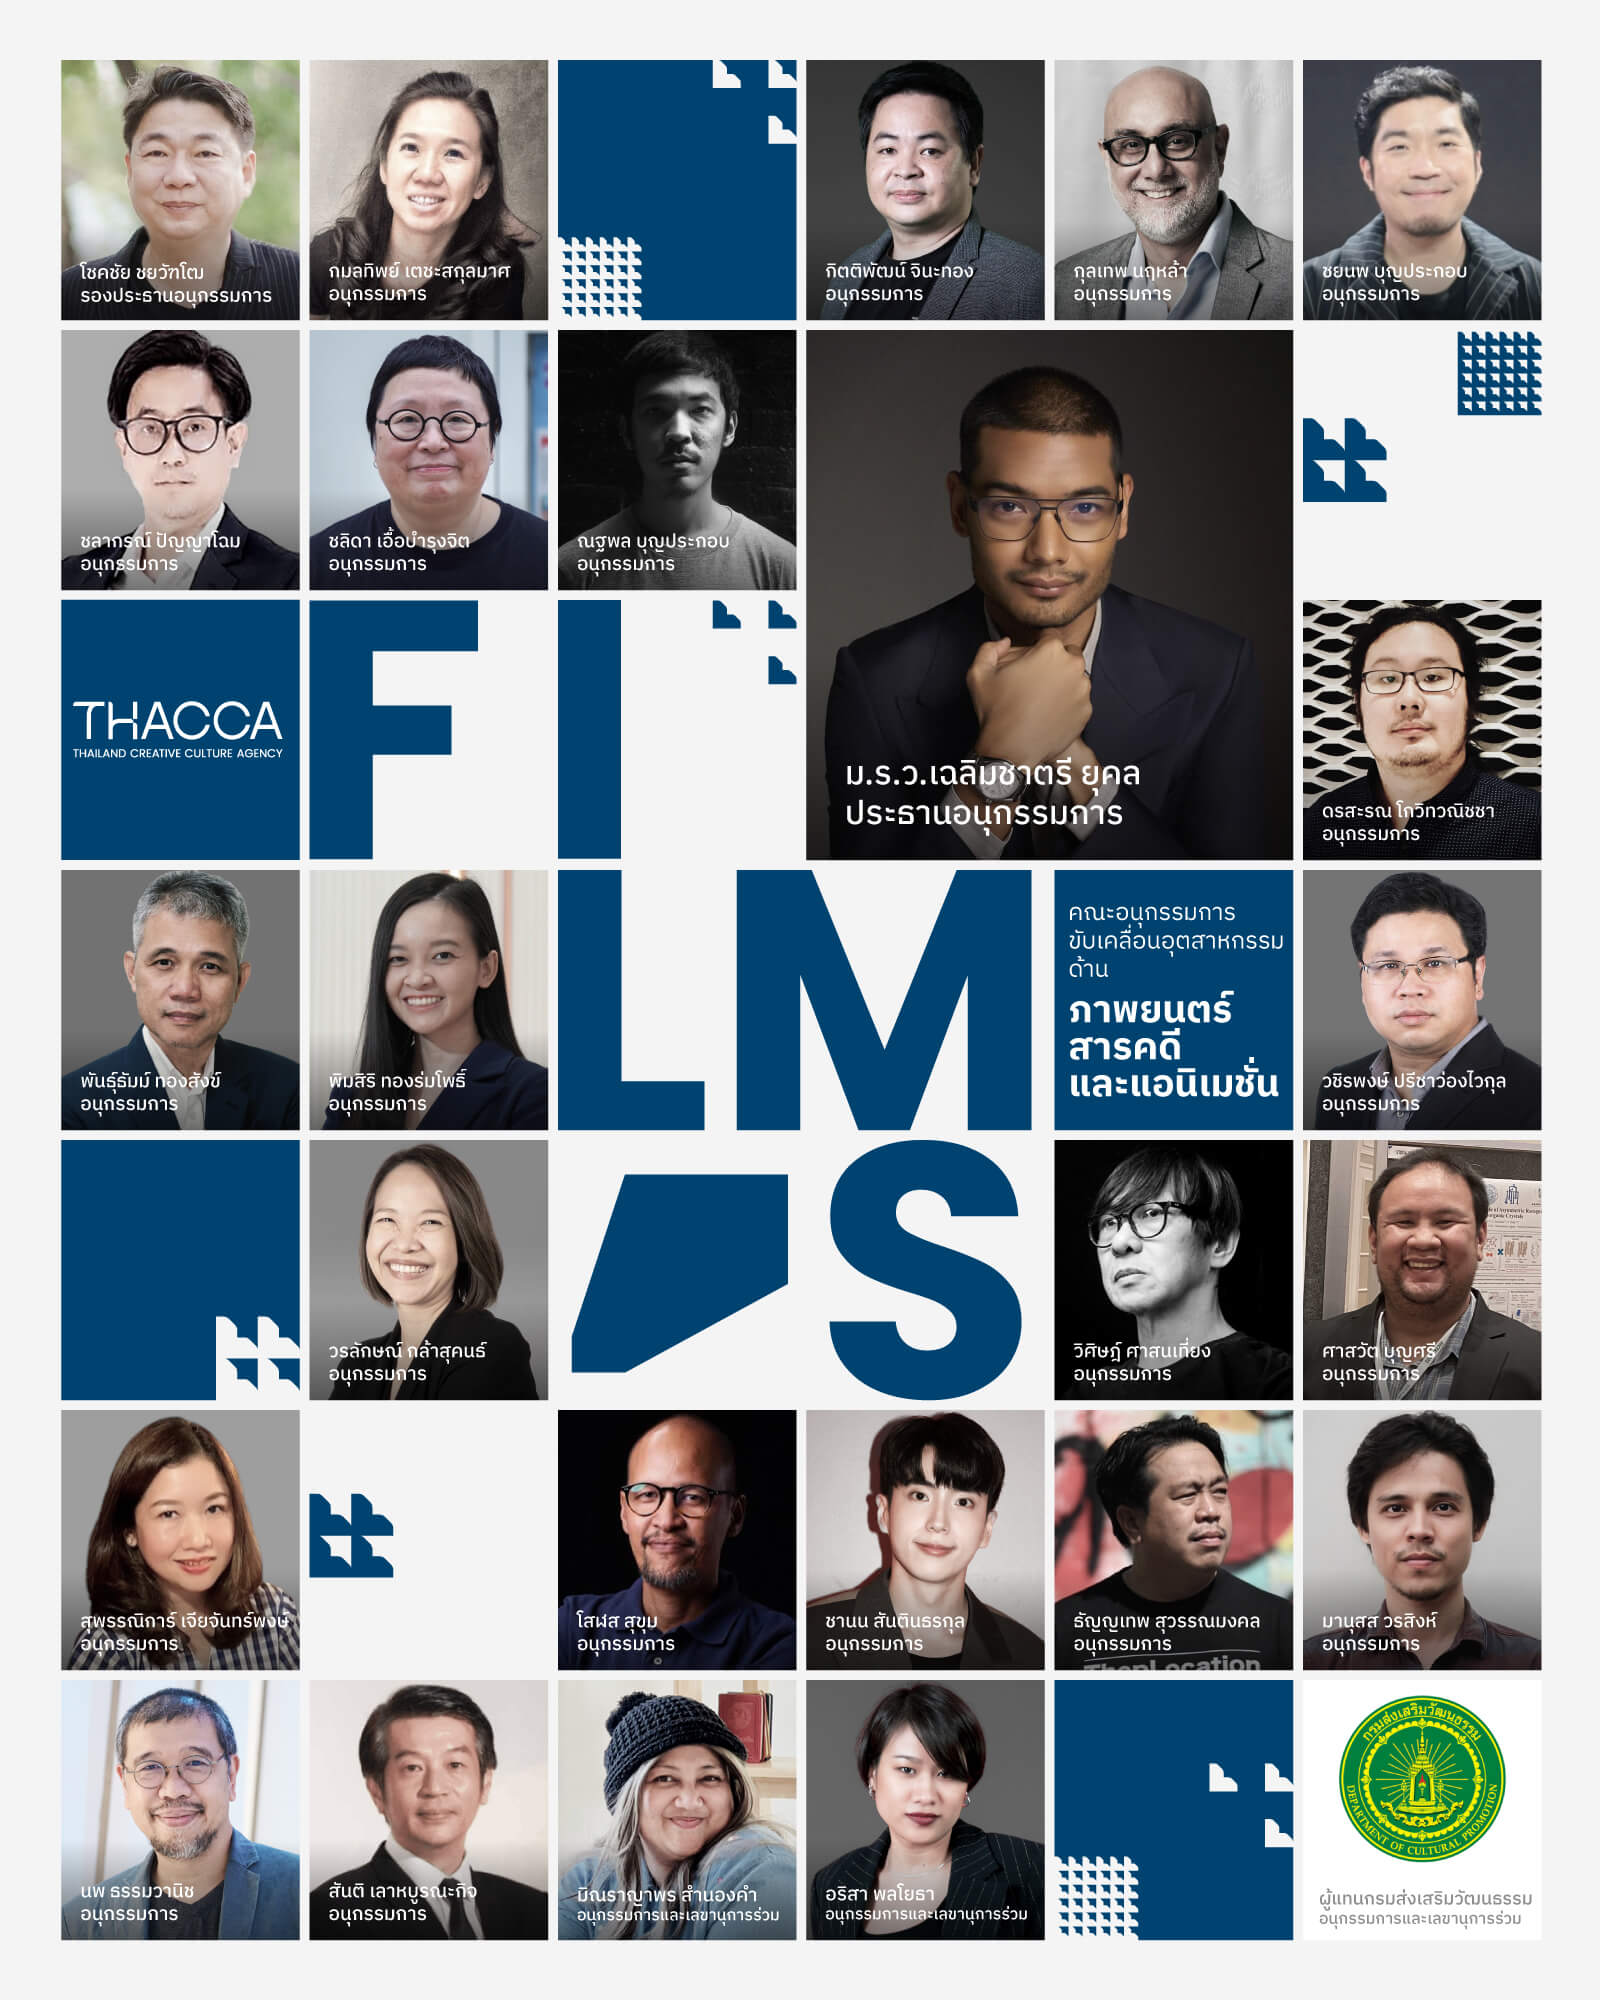 โชคชัย ชยวัฑโฒ
รองประธานอนุกรรมการ
กมลทิพย์ เตชะสกุลมาศ
อนุกรรมการ
กิตติพัฒน์ จินะทอง
อนุกรรมการ
กุลเทพ นฤหล้า
อนุกรรมการ
ชยนพ บุญประกอบ
อนุกรรมการ
ชลากรณ์ ปัญญาโฉม
อนุกรรมการ
ชลิดา เอื้อบำรุงจิต
อนุกรรมการ
ณฐพล บุญประกอบ
อนุกรรมการ
ม.ร.ว.เฉลิมชาตรี ยุคล
ประธานอนุกรรมการ
THACCA
THAILAND CREATIVE CULTURE AGENCY
FI
ดรสะรณ โกวิทวณิชชา
อนุกรรมการ
พันธุ์ธัมม์ ทองสังข์
อนุกรรมการ
พิมสิริ ทองร่มโพธิ์
อนุกรรมการ
LM
คณะอนุกรรมการ
ขับเคลื่อนอุตสาหกรรม
ด้าน
ภาพยนตร์
สารคดี
และแอนิเมชั่น
วชิรพงษ์ ปรีชาว่องไวกุล
อนุกรรมการ
วรลักษณ์ กล้าสุคนธ์
อนุกรรมการ
S
วิศิษฎ์ ศาสนเที่ยง
อนุกรรมการ
ศาสวัต บุญศรี
อนุกรรมการ
สุพรรณิการ์ เจียจันทร์พงษ์
อนุกรรมการ
โสฬส สุขุม
อนุกรรมการ
ชานน สันตินธรกุล
อนุกรรมการ
ธัญญเทพ สุวรรณมงคล
อนุกรรมการ
มานุสส วรสิงห์
อนุกรรมการ
นพ ธรรมวานิช
อนุกรรมการ
สันติ เลาหบูรณะกิจ
อนุกรรมการ
มิณราญาพร สำนองคำ
อนุกรรมการและเลขานุการร่วม
อริสา พลโยธา
อนุกรรมการและเลขานุการร่วม
กรมส่งเสริมวัฒนธรรม
DEPARTMENT OF CULTURAL PROMOTION
ผู้แทนกรมส่งเสริมวัฒนธรรม
อนุกรรมการและเลขานุการร่วม